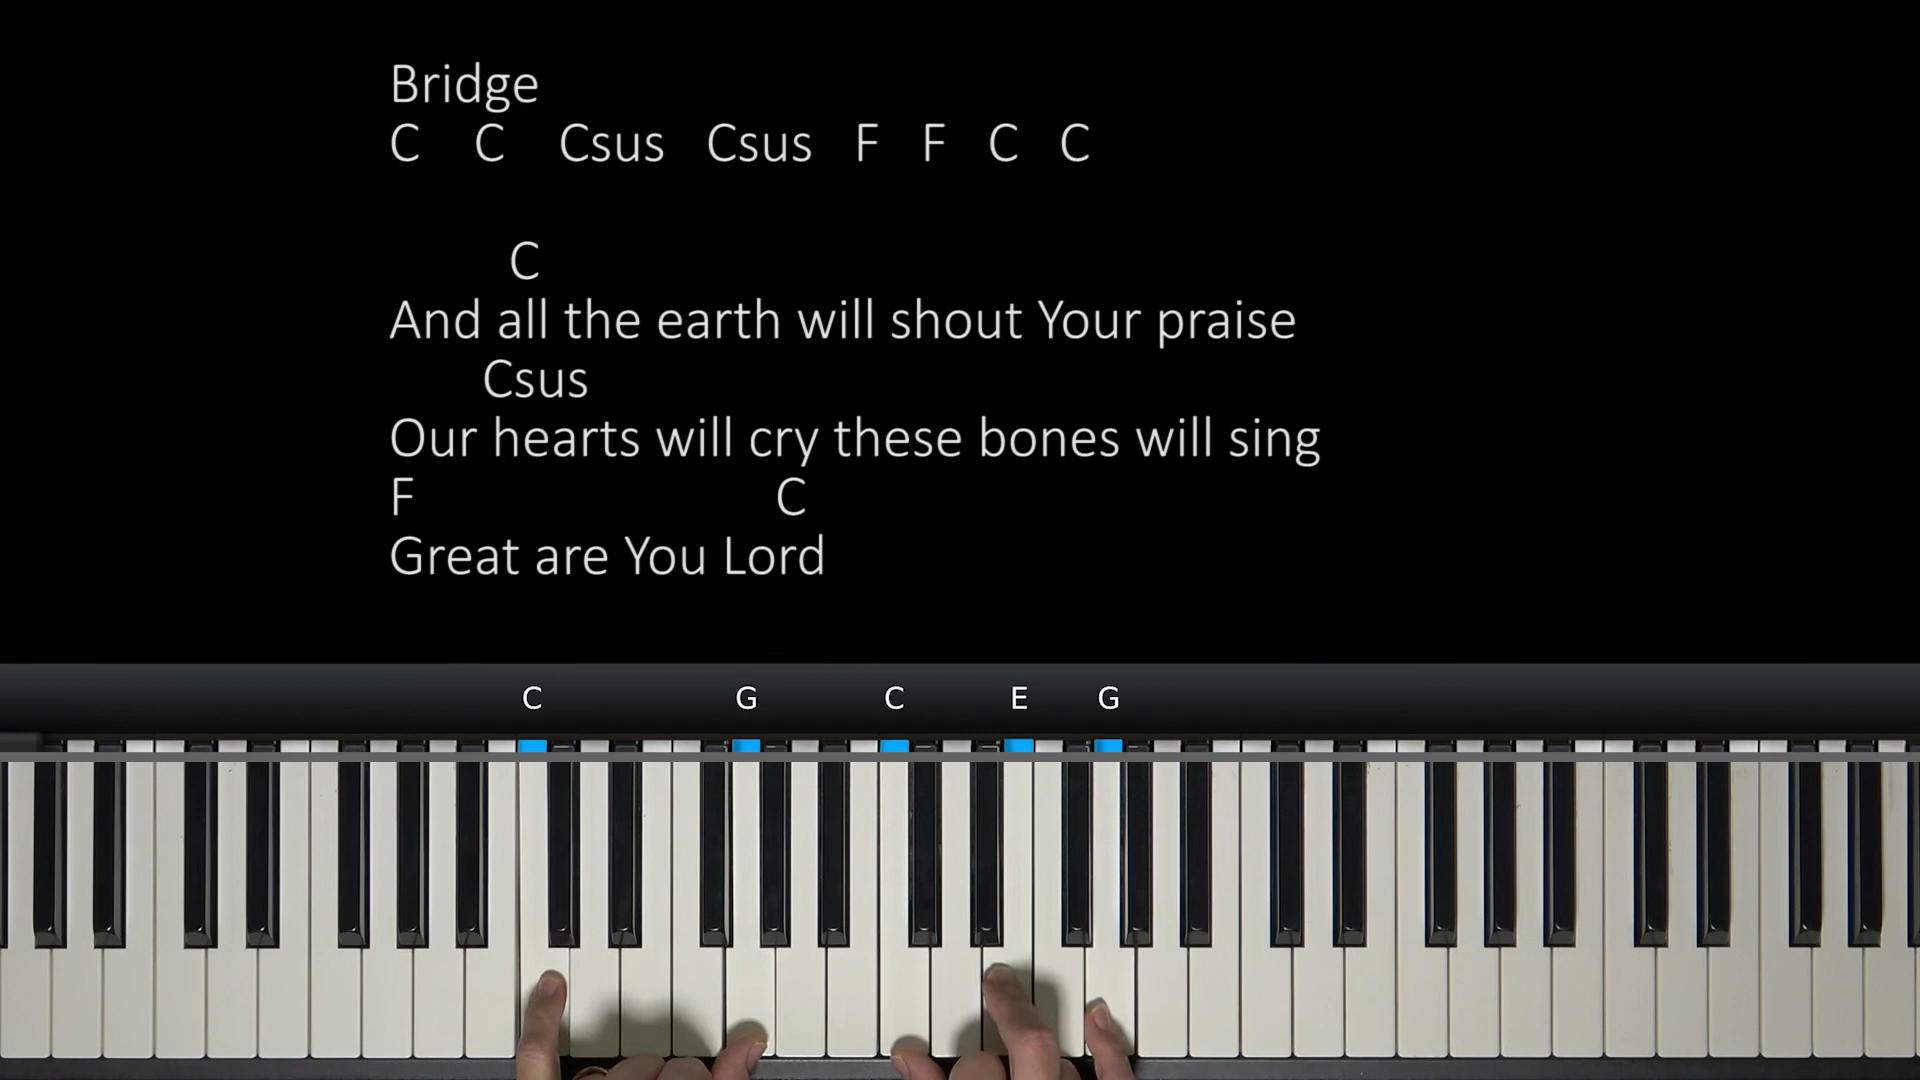 Bridge
C C Csus Csus F F C C
C
And all the earth will shout Your praise
Csus
Our hearts will cry these bones will sing
F C
Great are You Lord
C G C E G